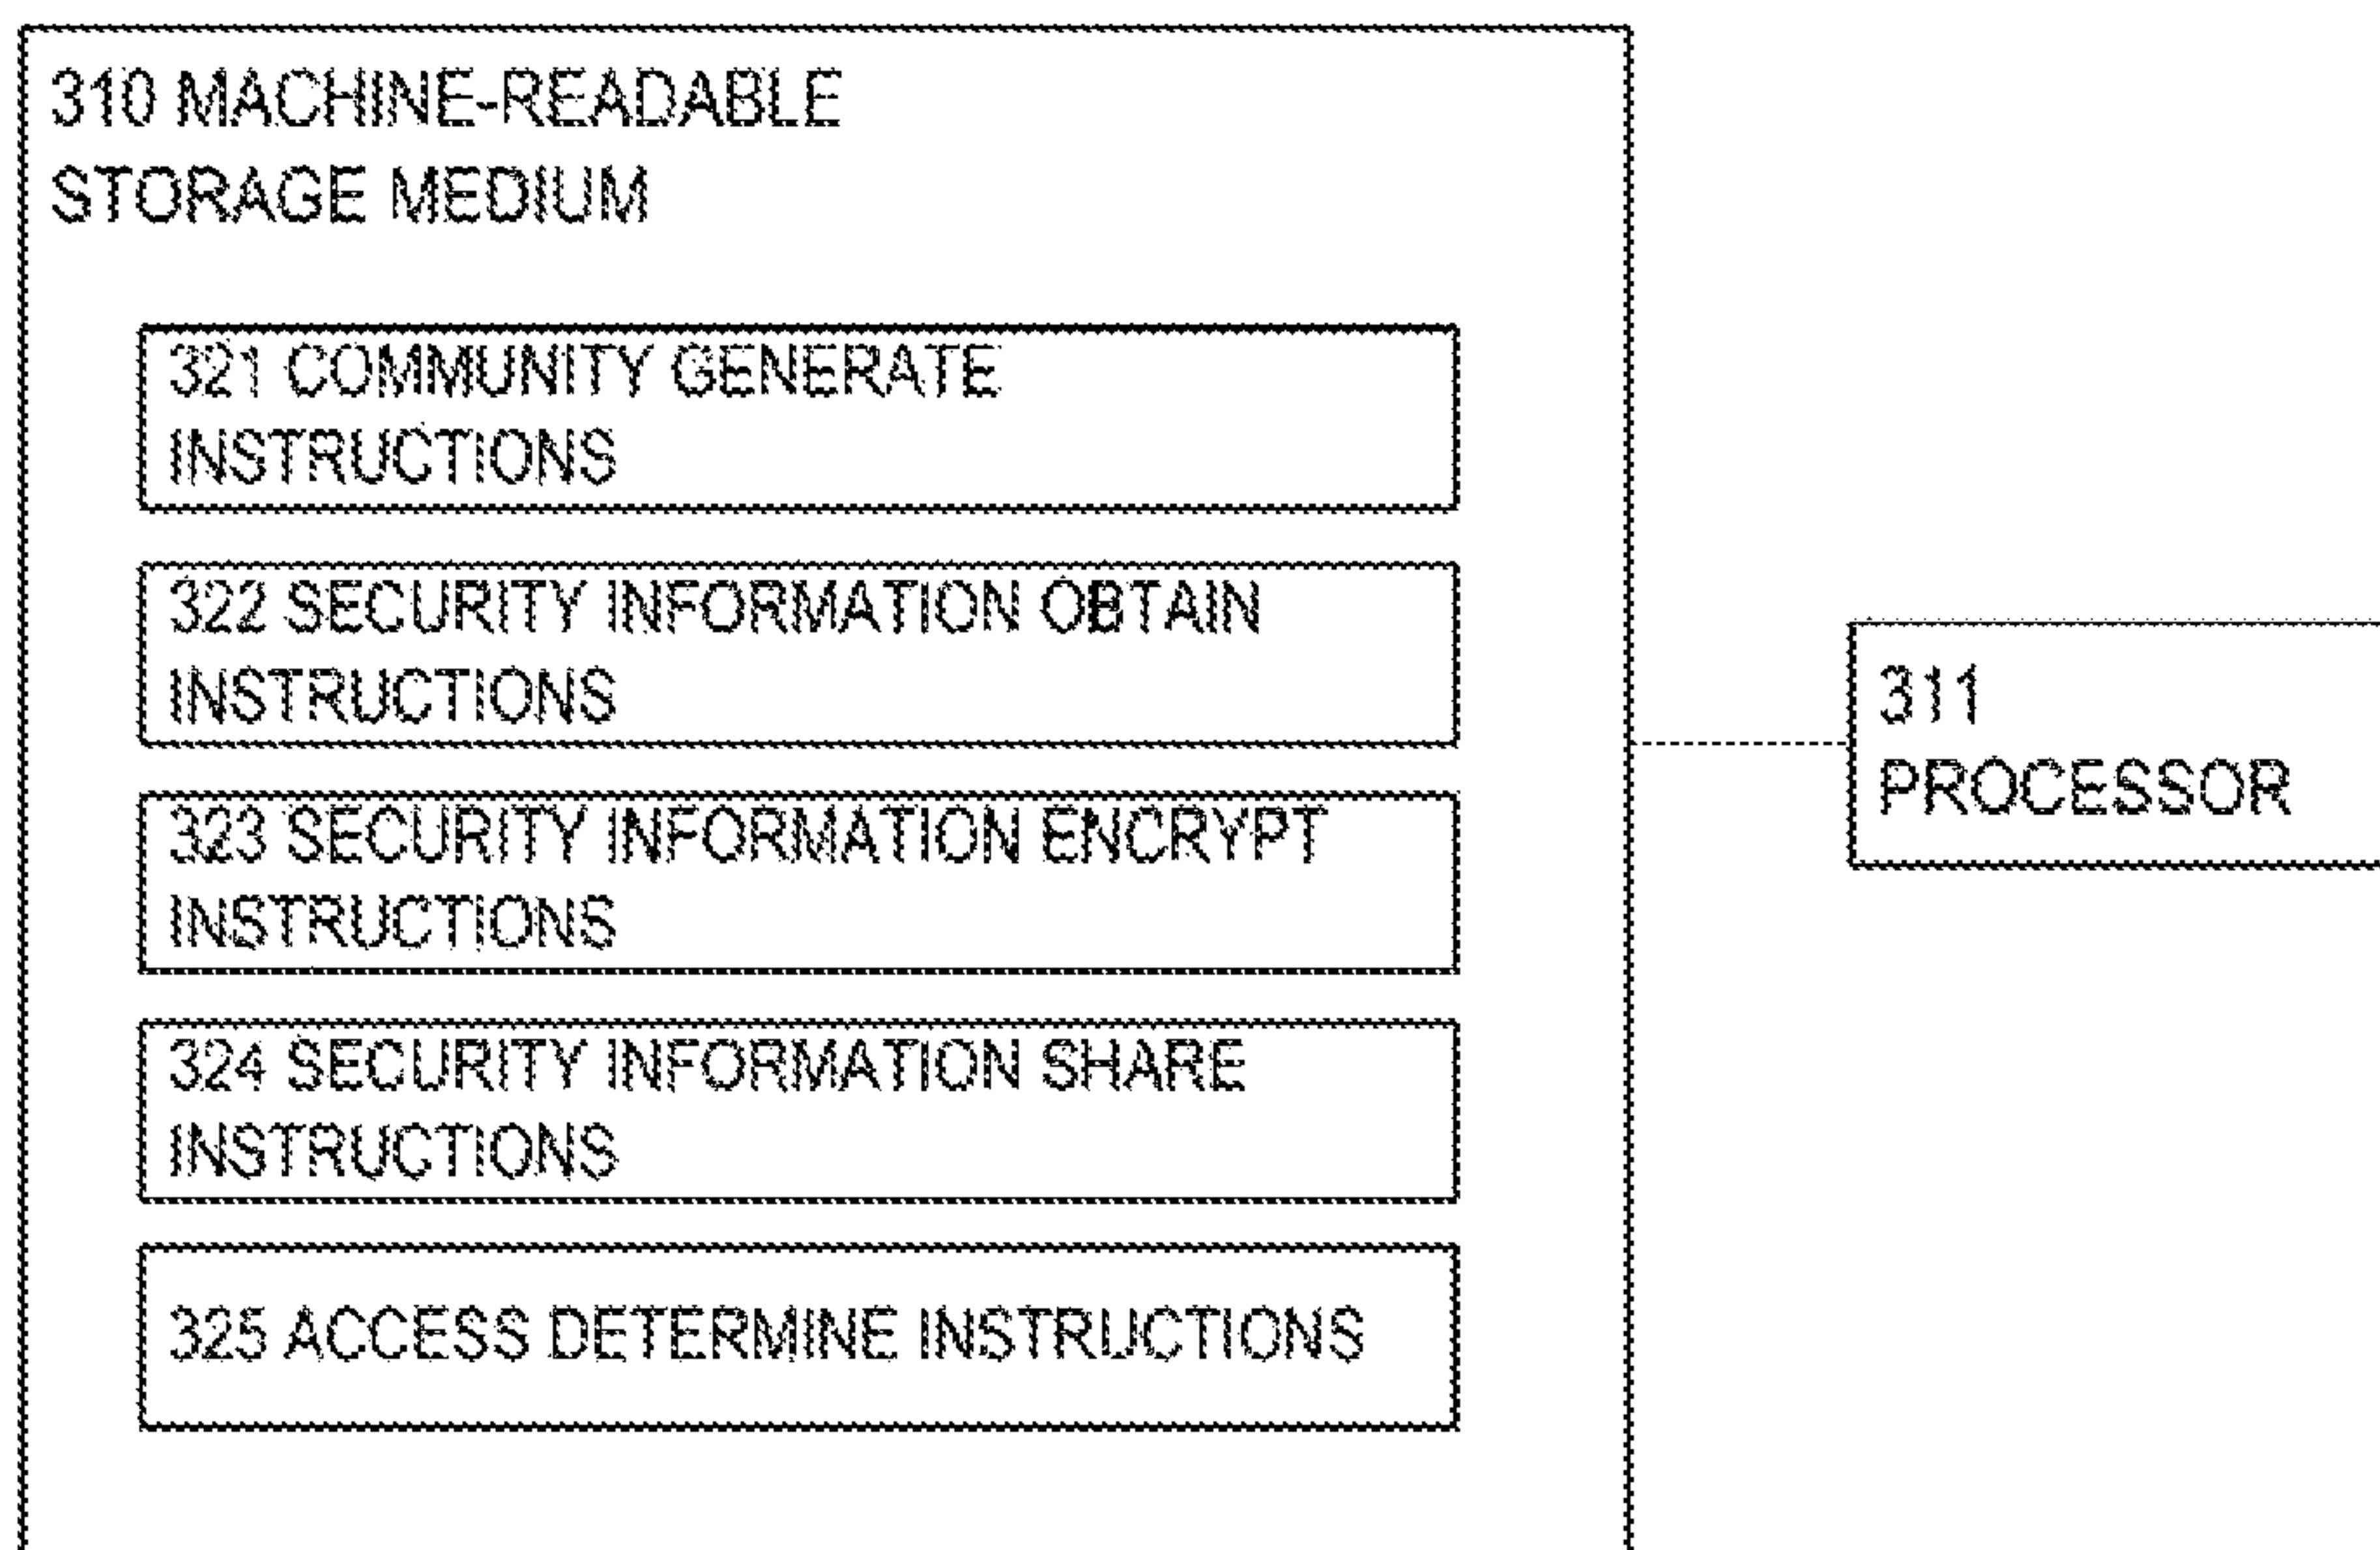 310 MACHINE-READABLE
STORAGE MEDIUM
321 COMMUNITY GENERATE
INSTRUCTIONS
322 SECURITY INFORMATION OBTAIN
INSTRUCTIONS
323 SECURITY INFORMATION ENCRYPT
INSTRUCTIONS
324 SECURITY INFORMATION SHARE
INSTRUCTIONS
325 ACCESS DETERMINE INSTRUCTIONS
311
PROCESSOR